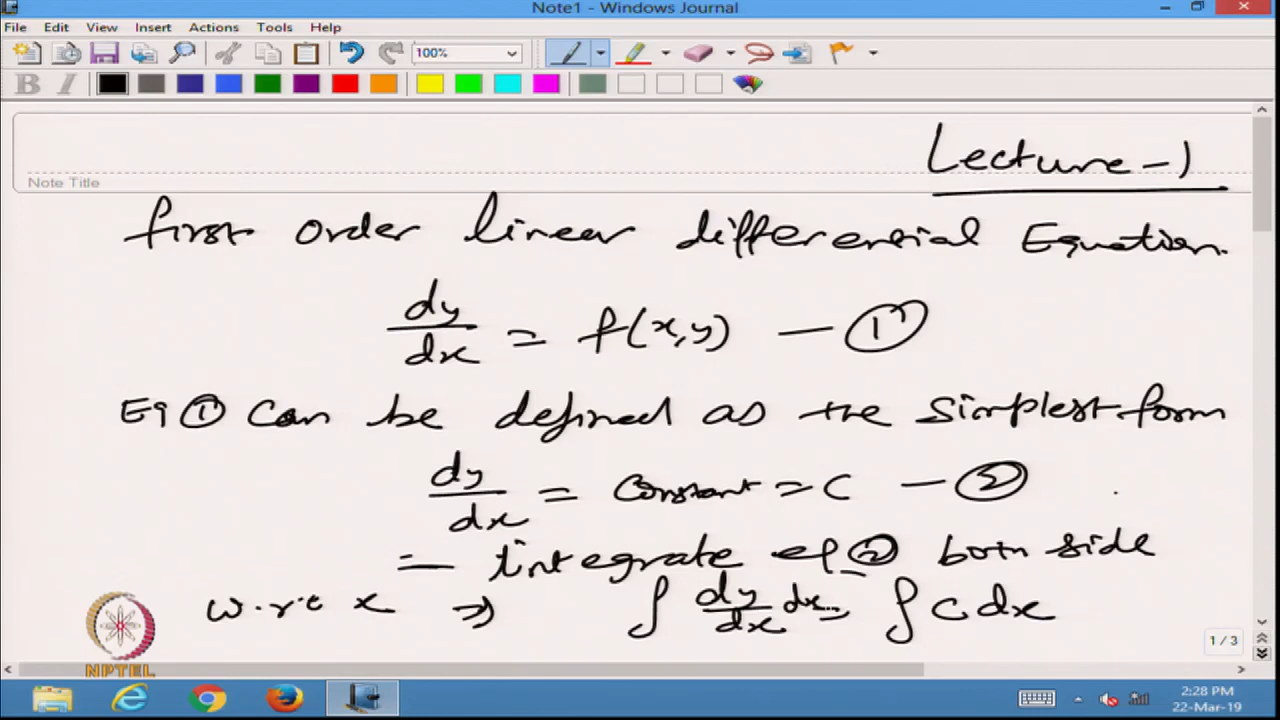 Note1 - Windows Journal
File Edit View Insert Actions Tools Help
100%
B I
Lecture-1
Note Title
first order linear differential Equation.
dy/dx = f(x,y) — ①
Eq ① Can be defined as the simplest form
dy/dx = Constant = C — ②
= integrate eq ② both side
w.r.t x ⇒ ∫ dy/dx dx = ∫ C dx
1 / 3
NPTEL
2:28 PM
22-Mar-19